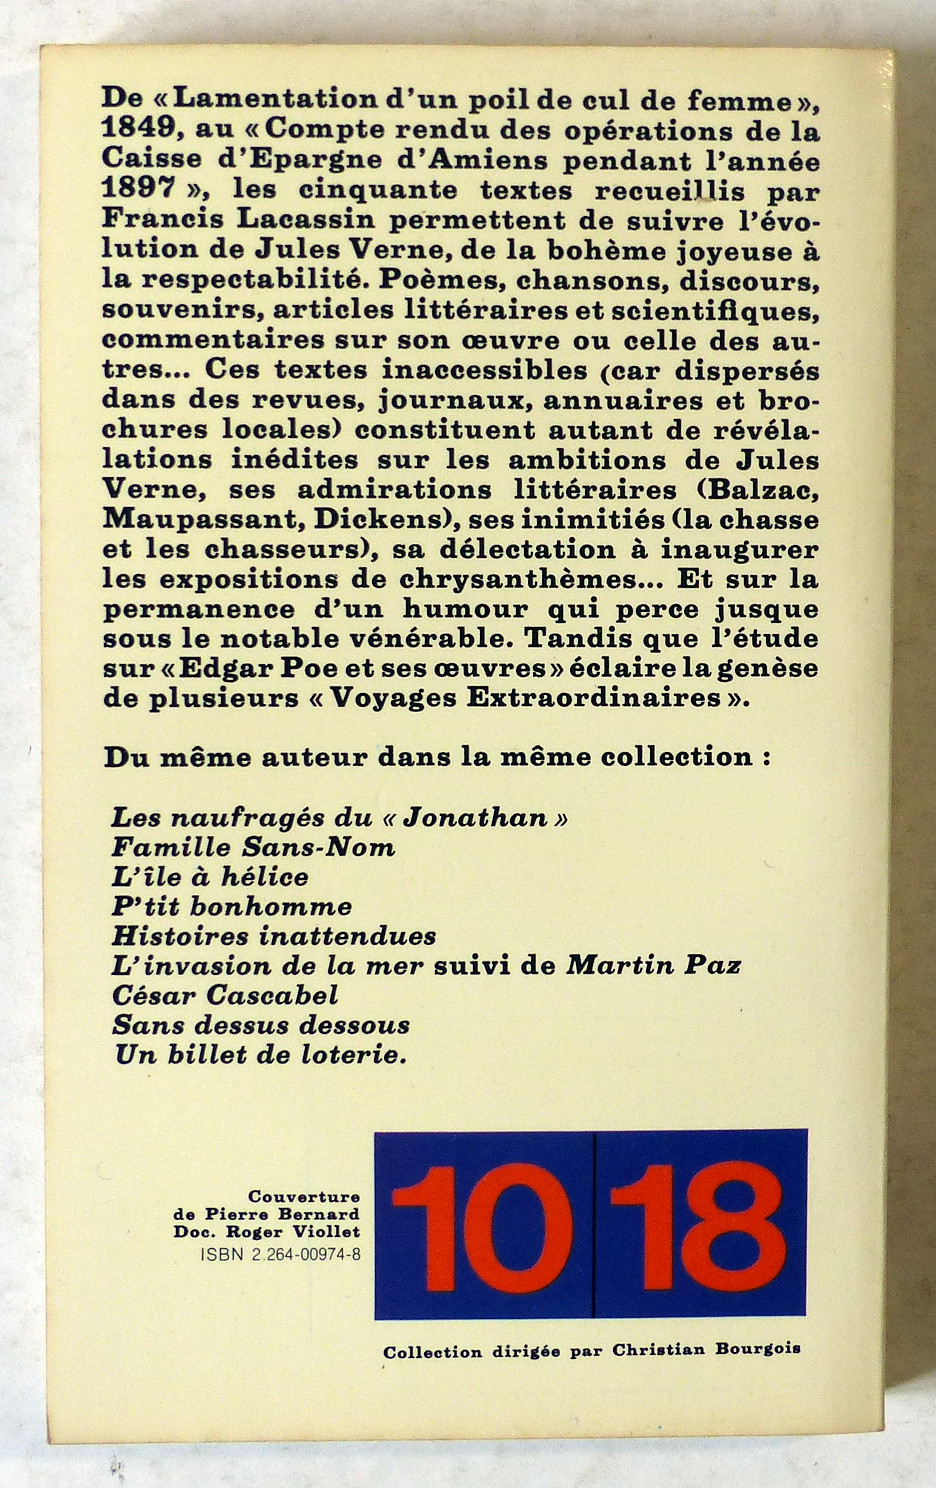 De « Lamentation d'un poil de cul de femme »,
1849, au « Compte rendu des opérations de la
Caisse d'Epargne d'Amiens pendant l'année
1897 », les cinquante textes recueillis par
Francis Lacassin permettent de suivre l'évo-
lution de Jules Verne, de la bohème joyeuse à
la respectabilité. Poèmes, chansons, discours,
souvenirs, articles littéraires et scientifiques,
commentaires sur son œuvre ou celle des au-
tres... Ces textes inaccessibles (car dispersés
dans des revues, journaux, annuaires et bro-
chures locales) constituent autant de révéla-
lations inédites sur les ambitions de Jules
Verne, ses admirations littéraires (Balzac,
Maupassant, Dickens), ses inimitiés (la chasse
et les chasseurs), sa délectation à inaugurer
les expositions de chrysanthèmes... Et sur la
permanence d'un humour qui perce jusque
sous le notable vénérable. Tandis que l'étude
sur « Edgar Poe et ses œuvres » éclaire la genèse
de plusieurs « Voyages Extraordinaires ».
Du même auteur dans la même collection :
Les naufragés du « Jonathan »
Famille Sans-Nom
L'île à hélice
P'tit bonhomme
Histoires inattendues
L'invasion de la mer suivi de Martin Paz
César Cascabel
Sans dessus dessous
Un billet de loterie.
Couverture
de Pierre Bernard
Doc. Roger Viollet
ISBN 2.264-00974-8
10 18
Collection dirigée par Christian Bourgois